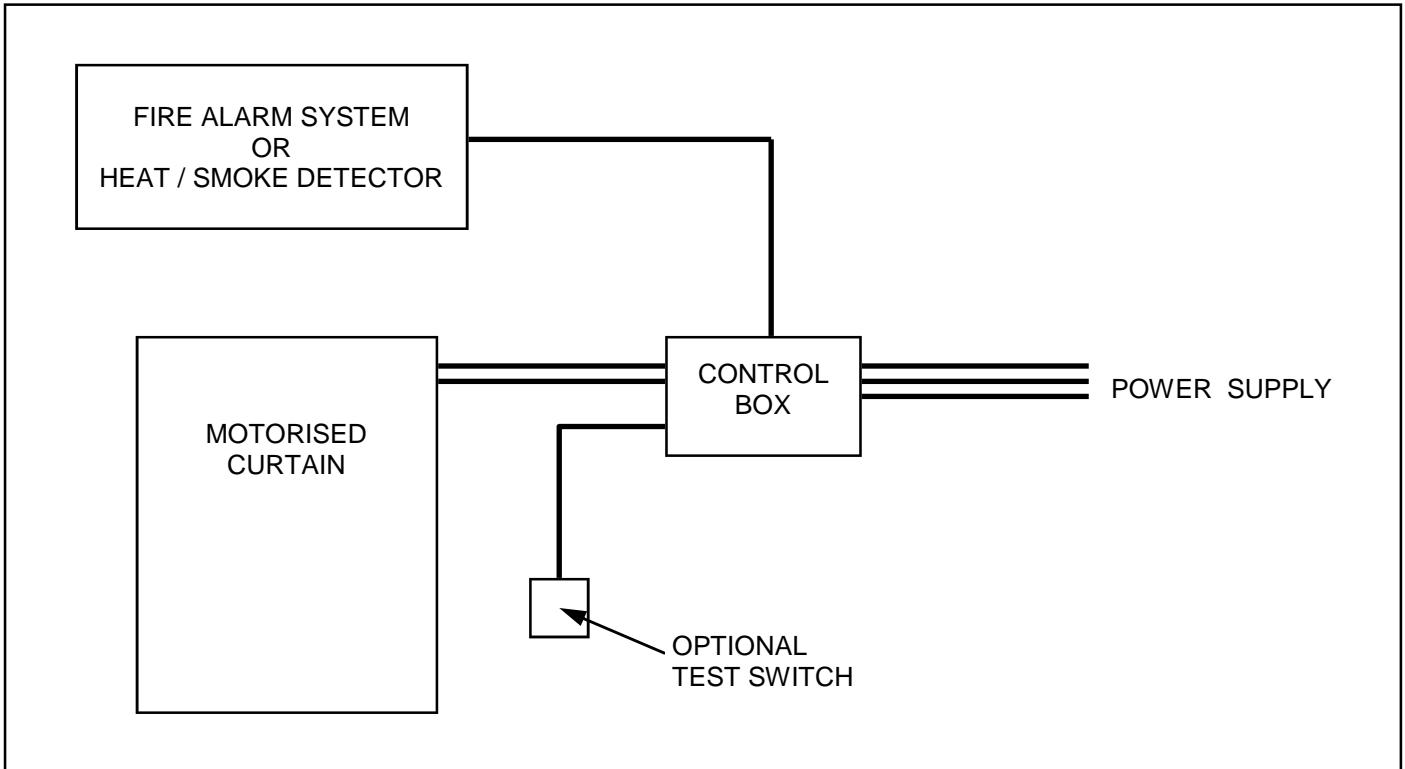 FIRE ALARM SYSTEM
OR
HEAT / SMOKE DETECTOR
CONTROL
BOX
POWER SUPPLY
MOTORISED
CURTAIN
OPTIONAL
TEST SWITCH